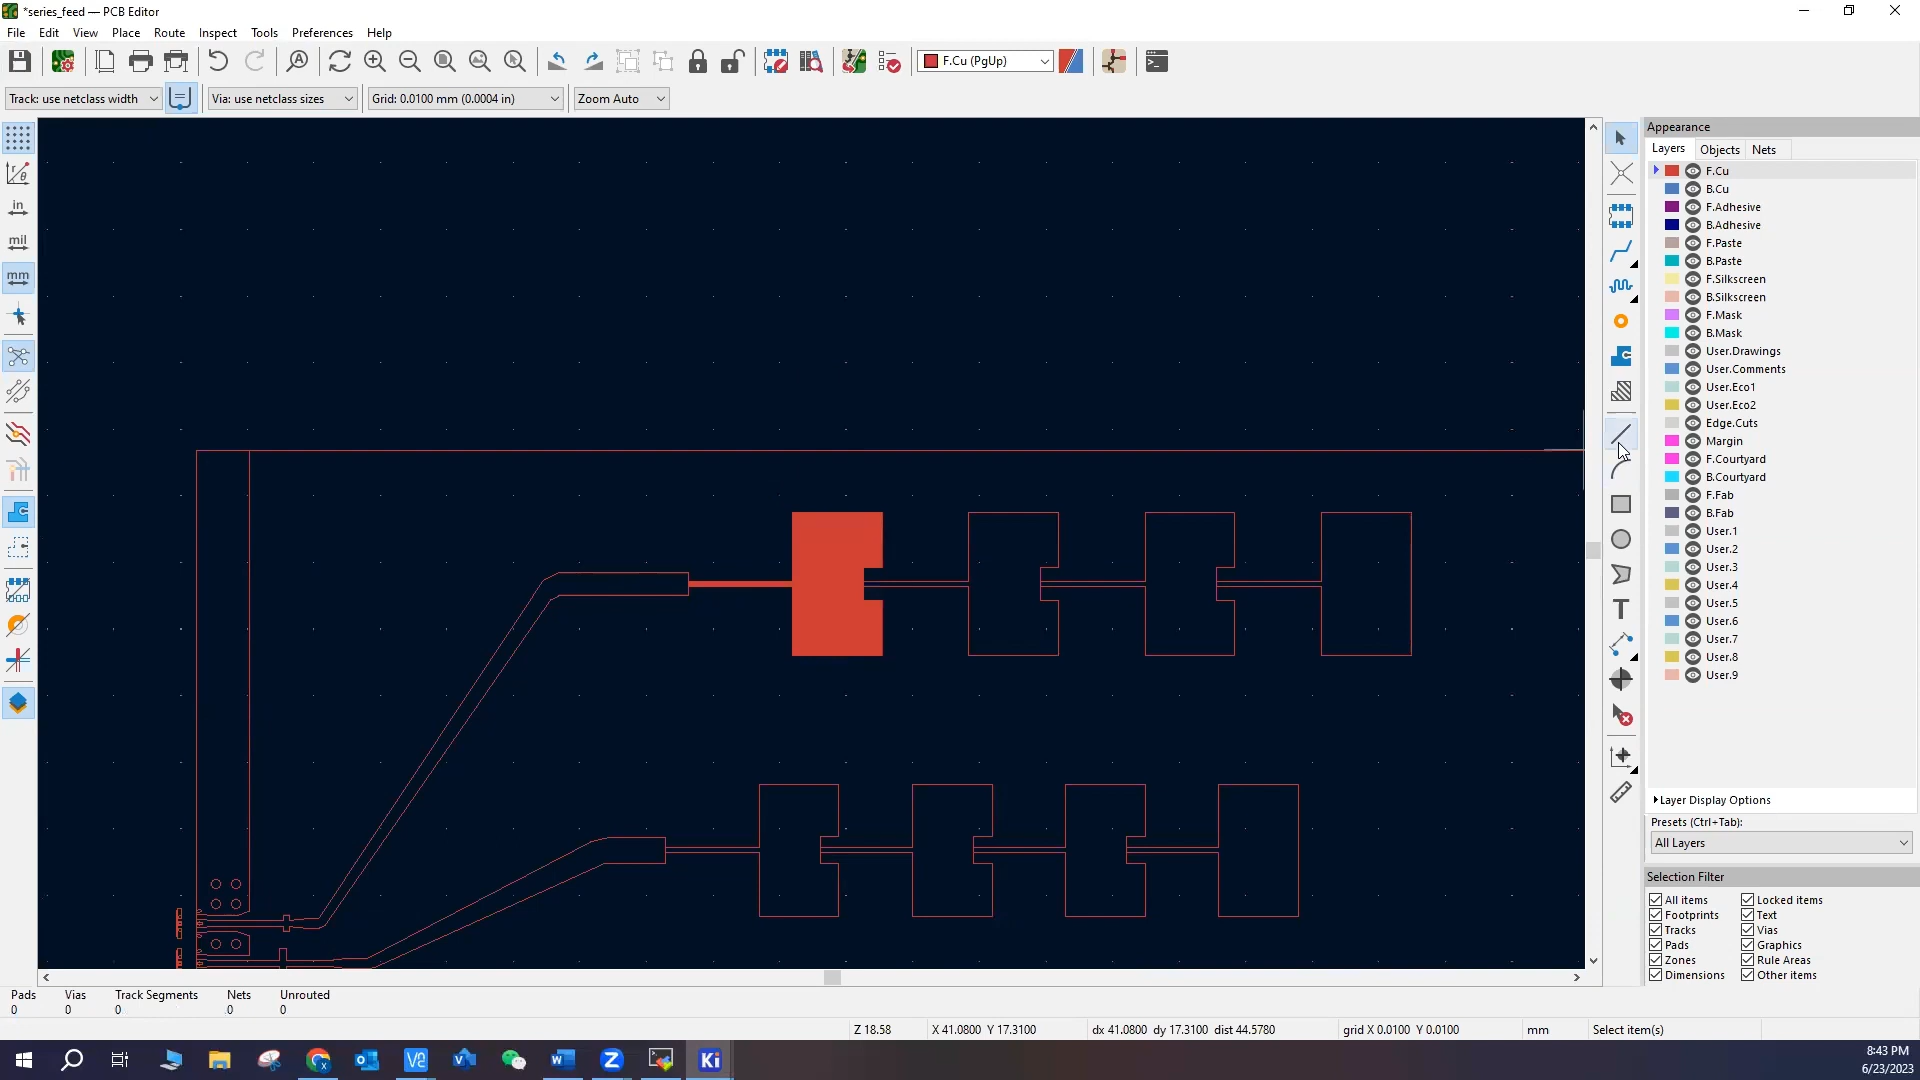 *series_feed — PCB Editor
File Edit View Place Route Inspect Tools Preferences Help
F.Cu (PgUp)
Track: use netclass width Via: use netclass sizes Grid: 0.0100 mm (0.0004 in) Zoom Auto
in
mil
mm
Appearance
Layers Objects Nets
F.Cu
B.Cu
F.Adhesive
B.Adhesive
F.Paste
B.Paste
F.Silkscreen
B.Silkscreen
F.Mask
B.Mask
User.Drawings
User.Comments
User.Eco1
User.Eco2
Edge.Cuts
Margin
F.Courtyard
B.Courtyard
F.Fab
B.Fab
User.1
User.2
User.3
User.4
User.5
User.6
User.7
User.8
User.9
Layer Display Options
Presets (Ctrl+Tab):
All Layers
Selection Filter
All items Locked items
Footprints Text
Tracks Vias
Pads Graphics
Zones Rule Areas
Dimensions Other items
Pads Vias Track Segments Nets Unrouted
0 0 0 0 0
Z 18.58 X 41.0800 Y 17.3100 dx 41.0800 dy 17.3100 dist 44.5780 grid X 0.0100 Y 0.0100 mm Select item(s)
8:43 PM
6/23/2023